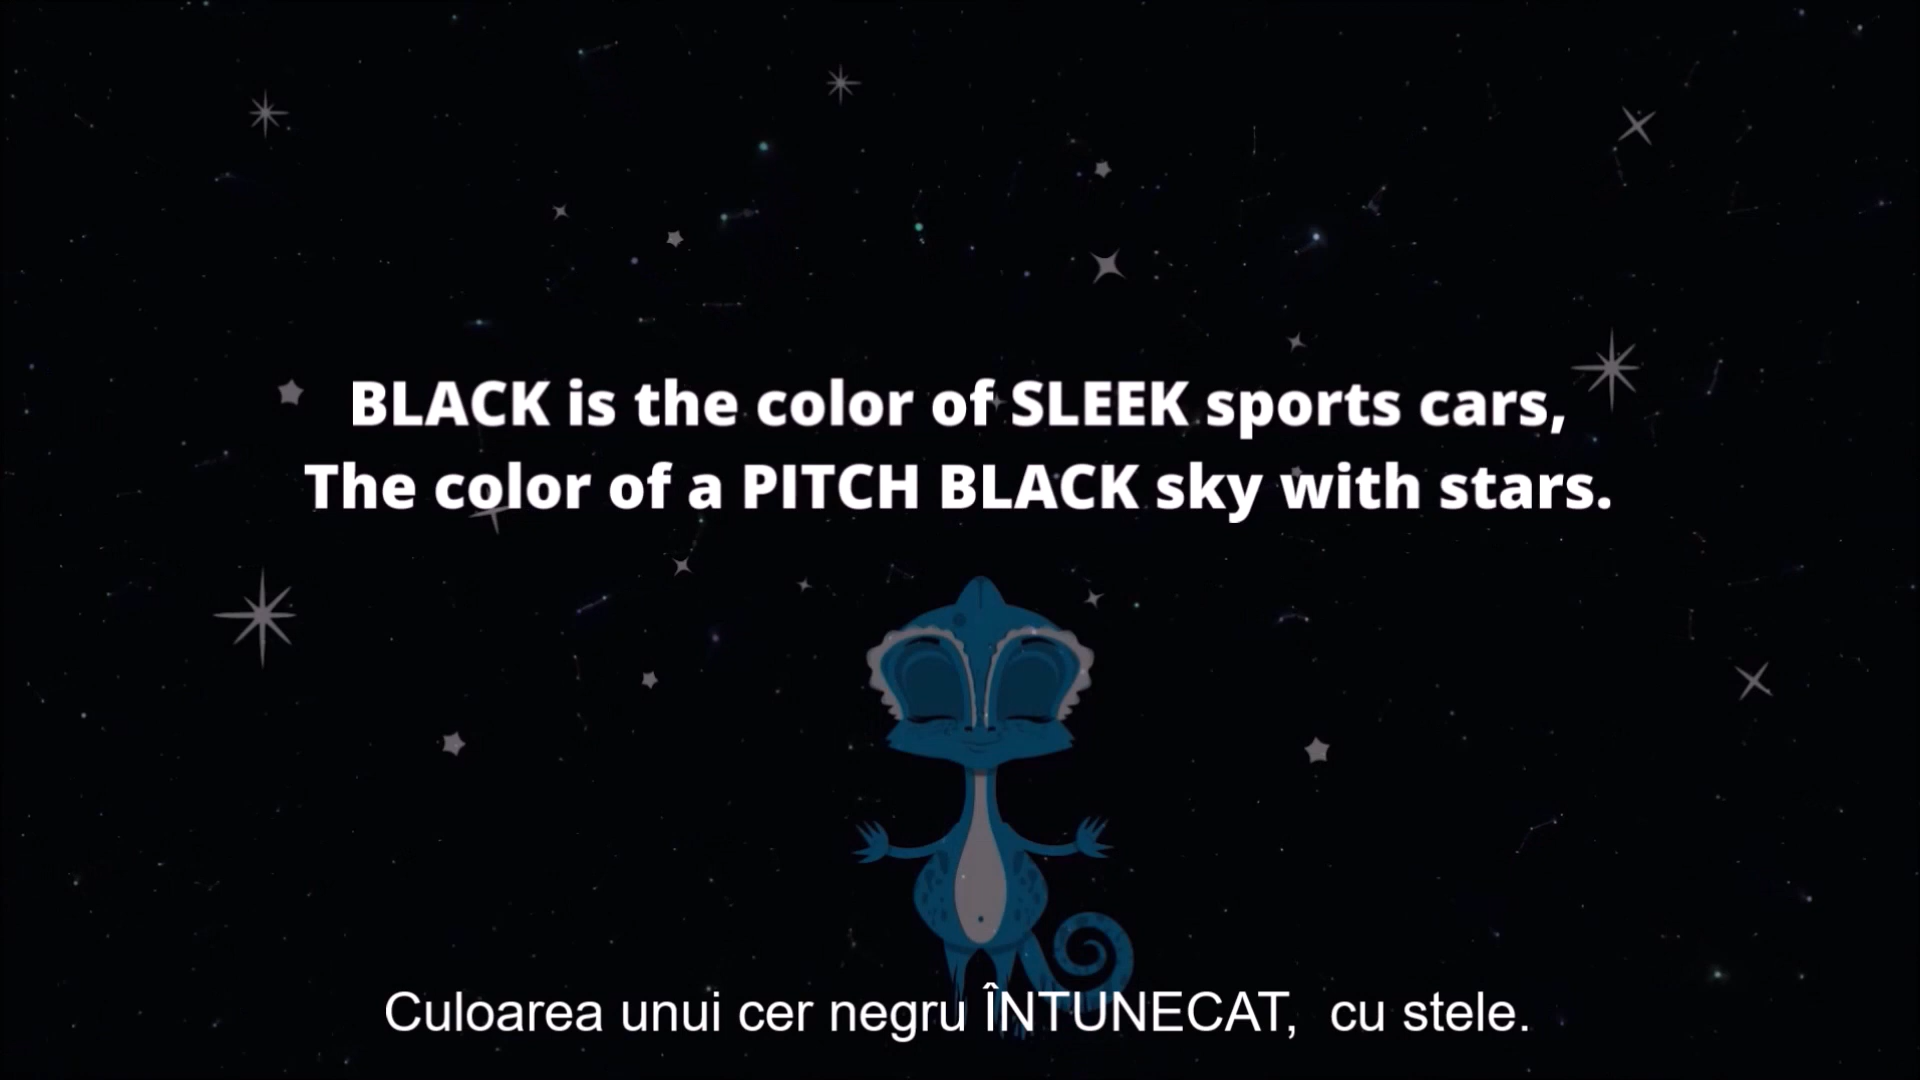 BLACK is the color of SLEEK sports cars,
The color of a PITCH BLACK sky with stars.
Culoarea unui cer negru ÎNTUNECAT,  cu stele.